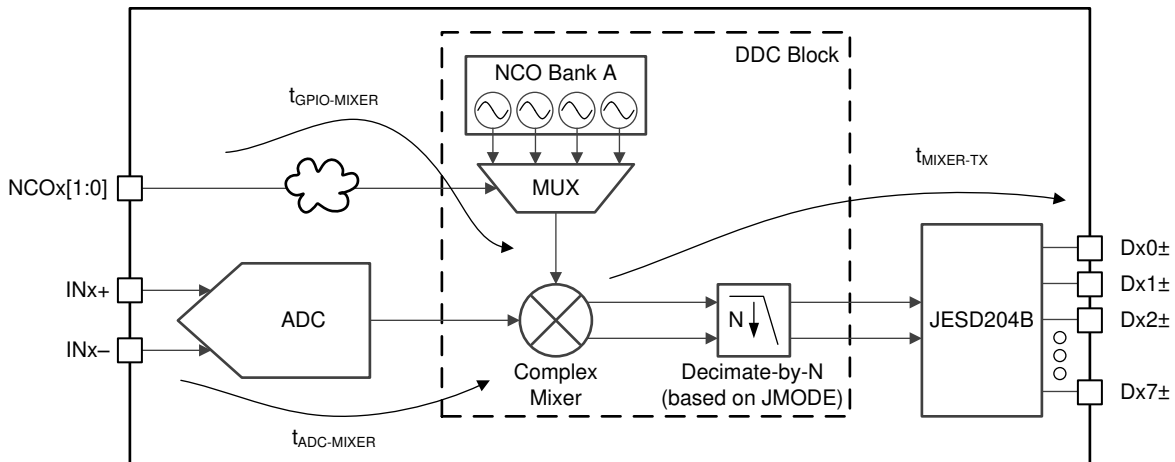 DDC Block
NCO Bank A
tGPIO-MIXER
tMIXER-TX
NCOx[1:0]
MUX
Dx0±
INx+
Dx1±
ADC
N
JESD204B
Dx2±
INx–
Complex
Mixer
Decimate-by-N
(based on JMODE)
Dx7±
tADC-MIXER